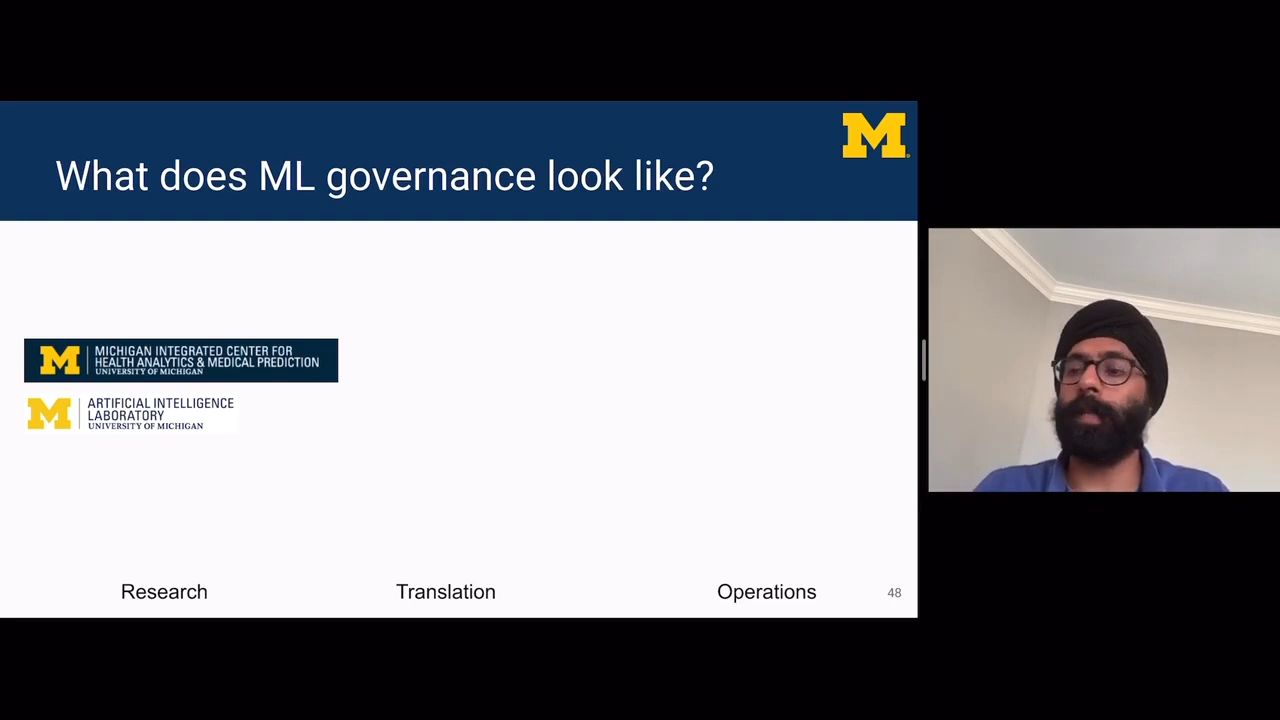 M
What does ML governance look like?
M
MICHIGAN INTEGRATED CENTER FOR
HEALTH ANALYTICS & MEDICAL PREDICTION
UNIVERSITY OF MICHIGAN
M
ARTIFICIAL INTELLIGENCE
LABORATORY
UNIVERSITY OF MICHIGAN
Research Translation Operations 48